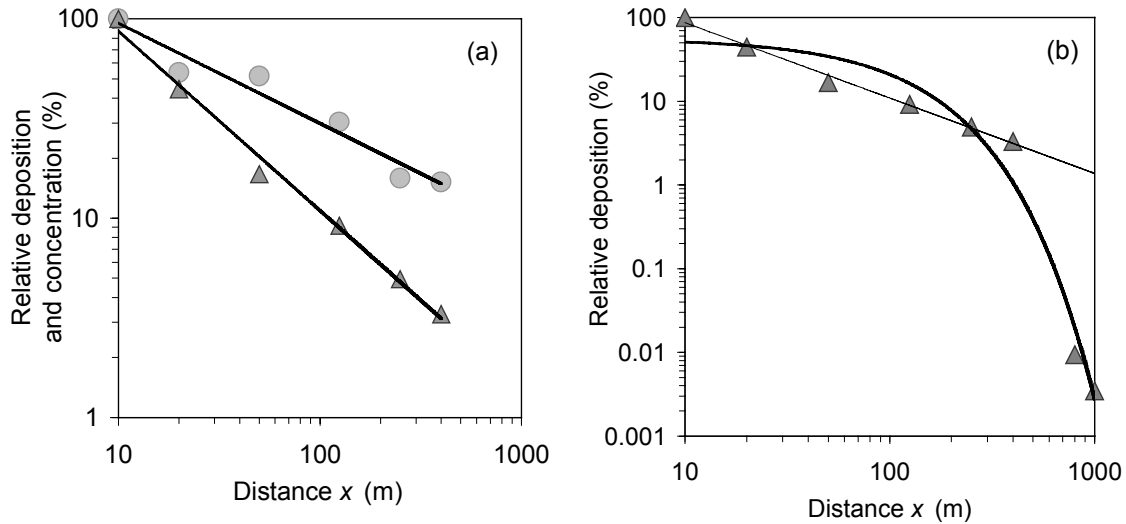 (a)
Relative deposition
and concentration (%)
100
10
1
10
100
1000
Distance x (m)
(b)
Relative deposition (%)
100
10
1
0.1
0.01
0.001
10
100
1000
Distance x (m)